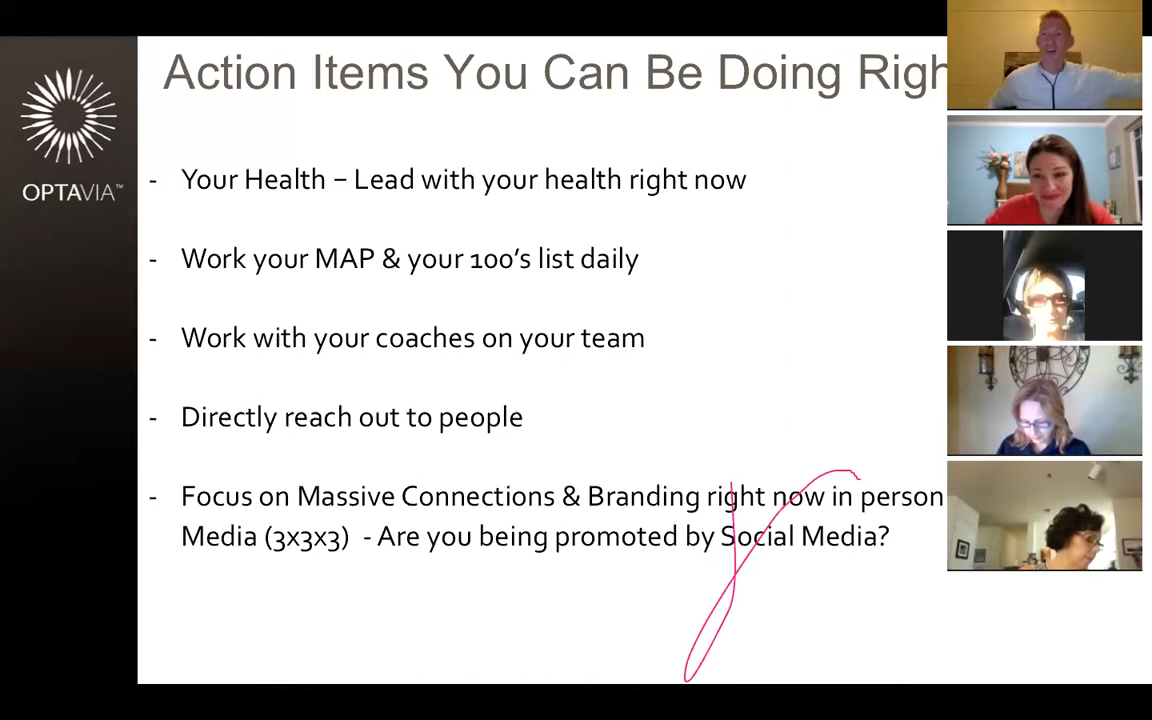 Action Items You Can Be Doing
OPTAVIA™
- Your Health – Lead with your health right now
- Work your MAP & your 100's list daily
- Work with your coaches on your team
- Directly reach out to people
- Focus on Massive Connections & Branding right now in person
Media (3x3x3) - Are you being promoted by Social Media?